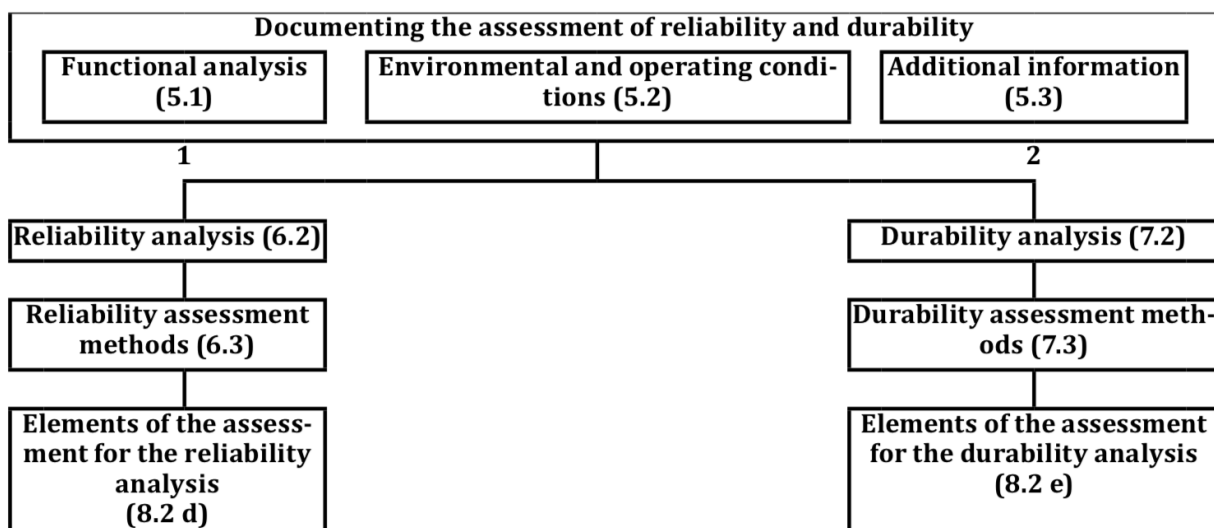 Documenting the assessment of reliability and durability
Functional analysis
(5.1)
Environmental and operating condi-
tions (5.2)
Additional information
(5.3)
1
2
Reliability analysis (6.2)
Durability analysis (7.2)
Reliability assessment
methods (6.3)
Durability assessment meth-
ods (7.3)
Elements of the assess-
ment for the reliability
analysis
(8.2 d)
Elements of the assessment
for the durability analysis
(8.2 e)